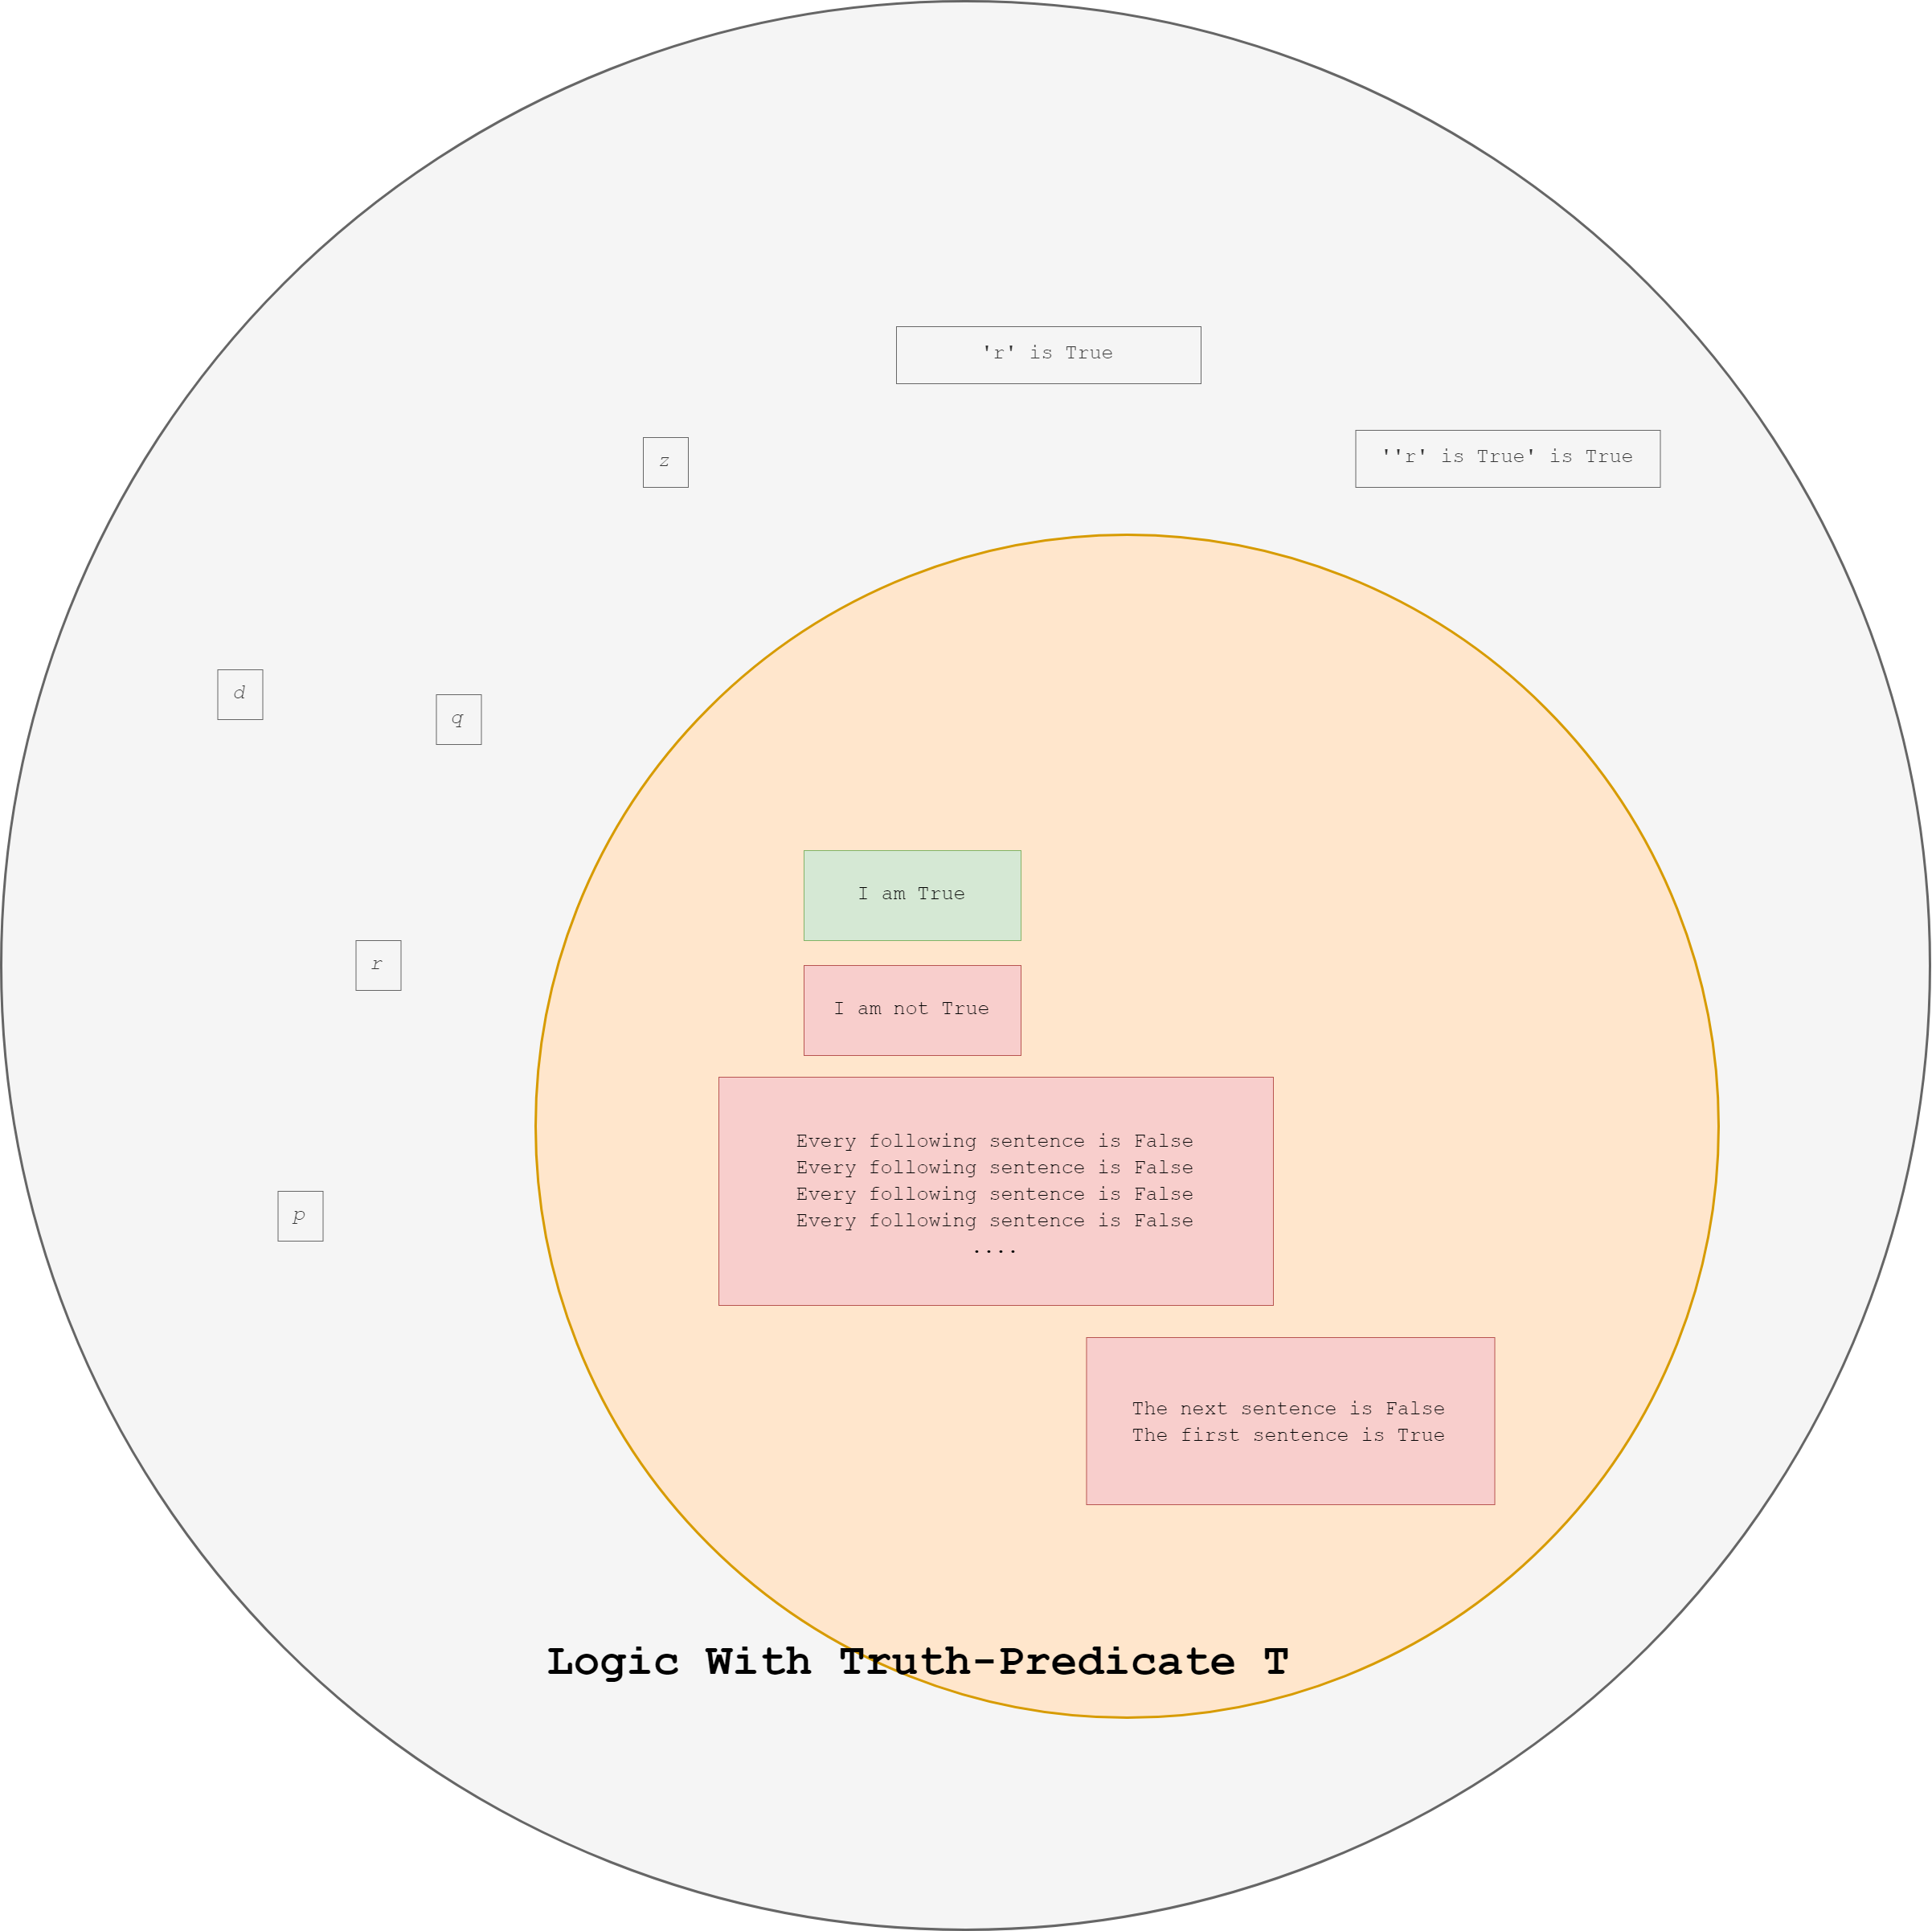 'r' is True
z
''r' is True' is True
d
q
I am True
r
I am not True
Every following sentence is False
Every following sentence is False
Every following sentence is False
Every following sentence is False
....
p
The next sentence is False
The first sentence is True
Logic With Truth-Predicate T